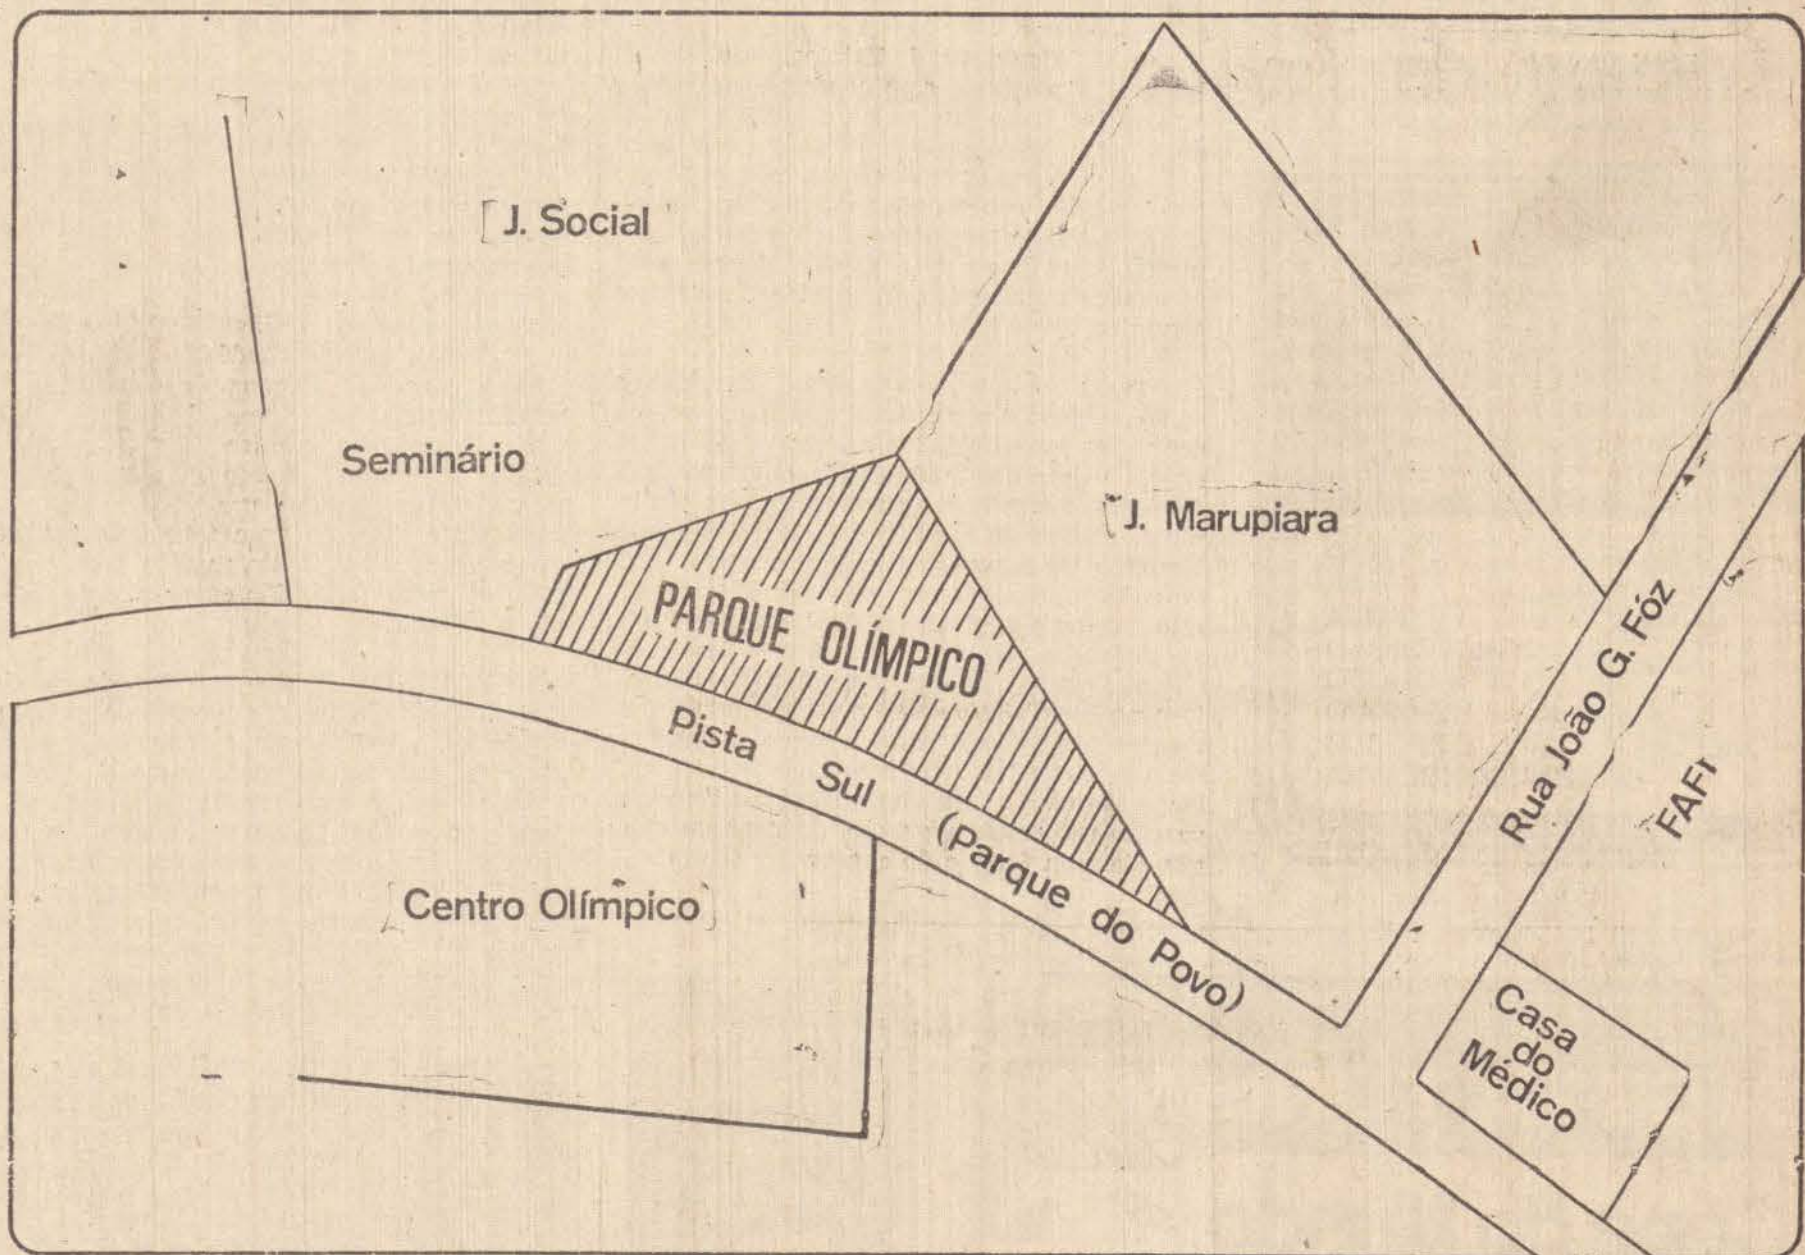 J. Social
Seminário
J. Marupiara
PARQUE OLÍMPICO
Pista Sul (Parque do Povo)
Rua João G. Fóz
FAFI
Centro Olímpico
Casa
do
Médico